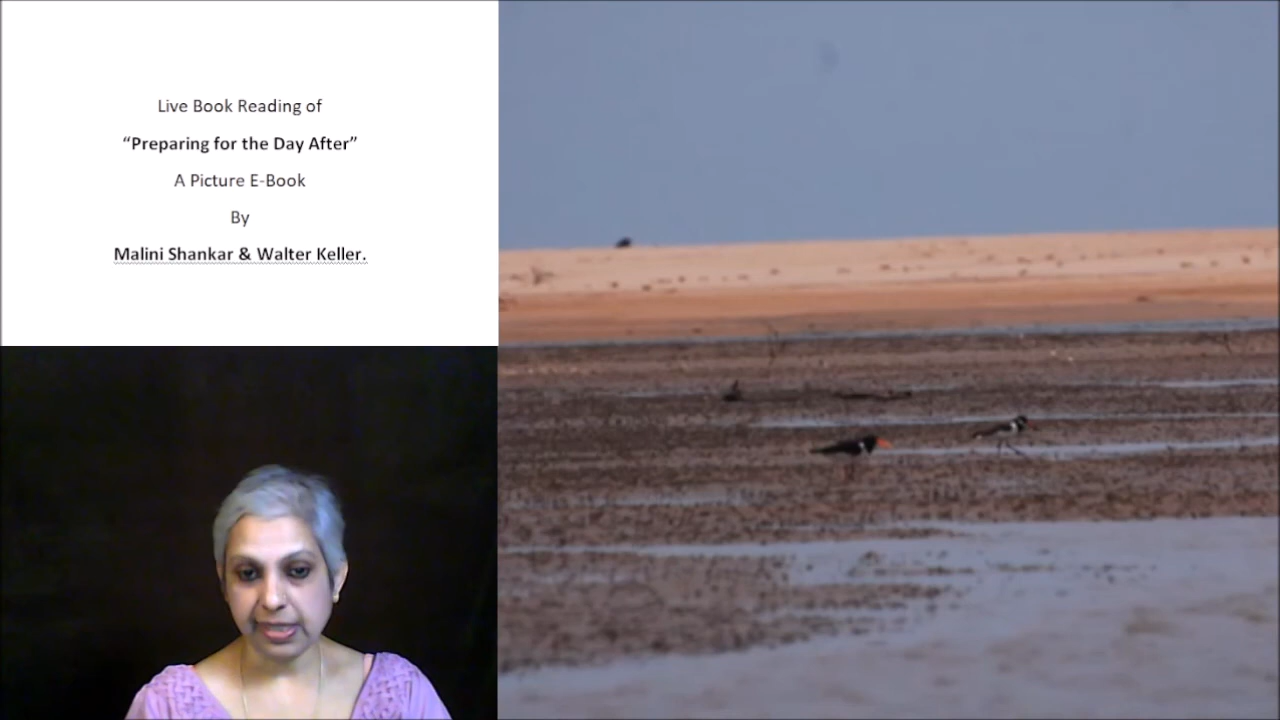 Live Book Reading of
“Preparing for the Day After”
A Picture E-Book
By
Malini Shankar & Walter Keller.